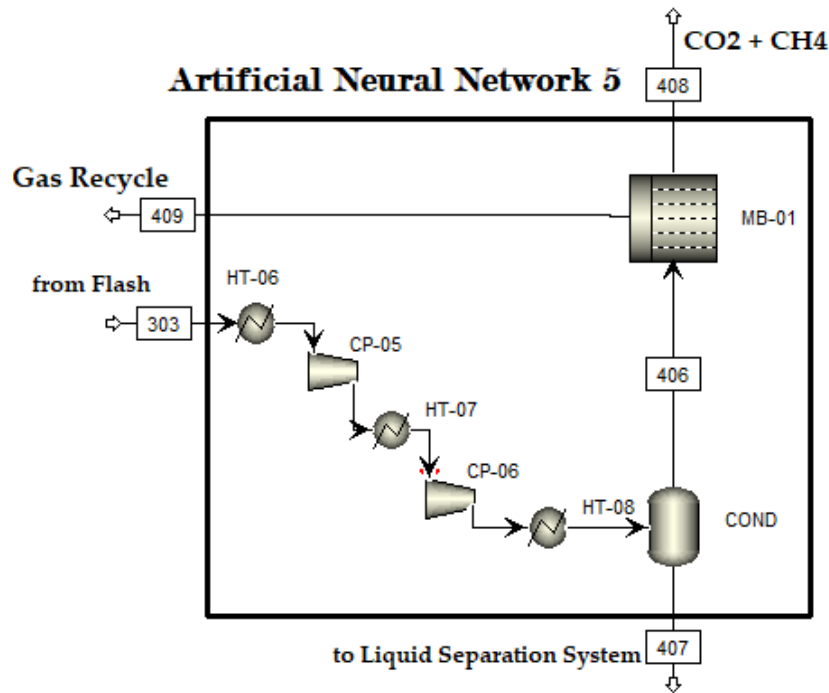 CO2 + CH4
Artificial Neural Network 5
408
Gas Recycle
409
MB-01
from Flash
HT-06
303
CP-05
406
HT-07
CP-06
HT-08
COND
to Liquid Separation System
407